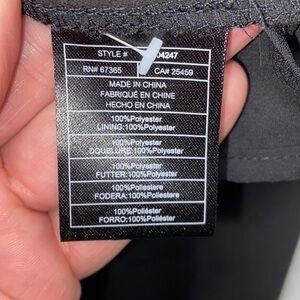 STYLE # 04247
RN# 67365 CA# 25459
MADE IN CHINA
FABRIQUÉ EN CHINE
HECHO EN CHINA
100%Polyester
LINING:100%Polyester
100%Polyester
DOUBLURE:100%Polyester
100%Polyester
FUTTER:100%Polyester
100%Poliestere
FODERA:100%Poliestere
100%Poliéster
FORRO:100%Poliéster